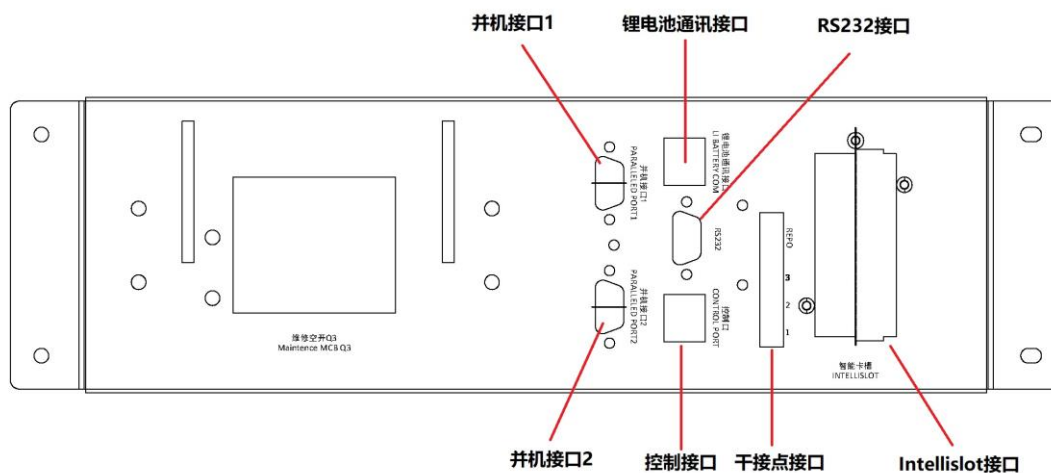 并机接口1
锂电池通讯接口
RS232接口
并机接口1
PARALLELED PORT1
锂电池通讯接口
LI BATTERY COM
RS232
REPO
3
2
1
并机接口2
PARALLELED PORT2
控制口
CONTROL PORT
维修空开Q3
Maintence MCB Q3
智能卡槽
INTELLISLOT
并机接口2
控制接口
干接点接口
Intellislot接口